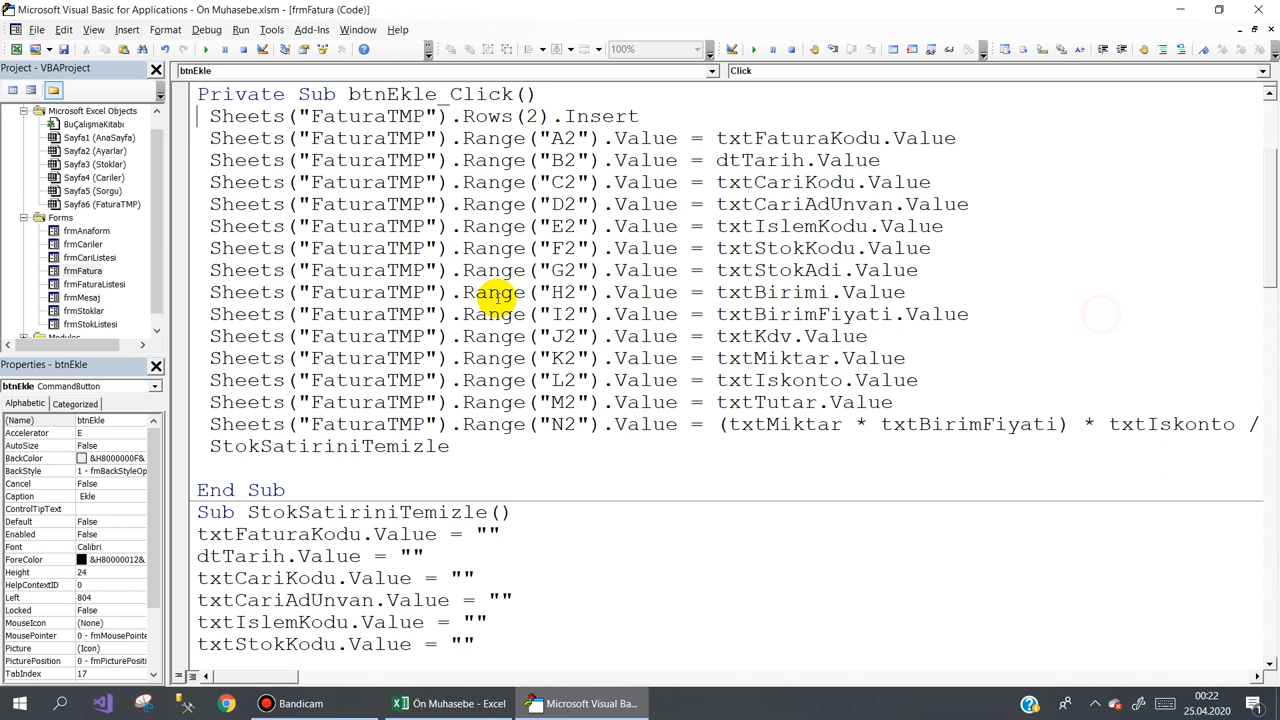 Microsoft Visual Basic for Applications - Ön Muhasebe.xlsm - [frmFatura (Code)]
File Edit View Insert Format Debug Run Tools Add-Ins Window Help
100%
Project - VBAProject
btnEkle
Click
Microsoft Excel Objects
BuÇalışmaKitabı
Sayfa1 (AnaSayfa)
Sayfa2 (Ayarlar)
Sayfa3 (Stoklar)
Sayfa4 (Cariler)
Sayfa5 (Sorgu)
Sayfa6 (FaturaTMP)
Forms
frmAnaform
frmCariler
frmCariListesi
frmFatura
frmFaturaListesi
frmMesaj
frmStoklar
frmStokListesi
Properties - btnEkle
btnEkle CommandButton
Alphabetic Categorized
(Name) btnEkle
Accelerator E
AutoSize False
BackColor &H8000000F&
BackStyle 1 - fmBackStyleOp
Cancel False
Caption Ekle
ControlTipText
Default False
Enabled False
Font Calibri
ForeColor &H80000012&
Height 24
HelpContextID 0
Left 804
Locked False
MouseIcon (None)
MousePointer 0 - fmMousePointe
Picture (Icon)
PicturePosition 0 - fmPicturePositi
TabIndex 17
Private Sub btnEkle_Click()
Sheets("FaturaTMP").Rows(2).Insert
Sheets("FaturaTMP").Range("A2").Value = txtFaturaKodu.Value
Sheets("FaturaTMP").Range("B2").Value = dtTarih.Value
Sheets("FaturaTMP").Range("C2").Value = txtCariKodu.Value
Sheets("FaturaTMP").Range("D2").Value = txtCariAdUnvan.Value
Sheets("FaturaTMP").Range("E2").Value = txtIslemKodu.Value
Sheets("FaturaTMP").Range("F2").Value = txtStokKodu.Value
Sheets("FaturaTMP").Range("G2").Value = txtStokAdi.Value
Sheets("FaturaTMP").Range("H2").Value = txtBirimi.Value
Sheets("FaturaTMP").Range("I2").Value = txtBirimFiyati.Value
Sheets("FaturaTMP").Range("J2").Value = txtKdv.Value
Sheets("FaturaTMP").Range("K2").Value = txtMiktar.Value
Sheets("FaturaTMP").Range("L2").Value = txtIskonto.Value
Sheets("FaturaTMP").Range("M2").Value = txtTutar.Value
Sheets("FaturaTMP").Range("N2").Value = (txtMiktar * txtBirimFiyati) * txtIskonto /
StokSatiriniTemizle
End Sub
Sub StokSatiriniTemizle()
txtFaturaKodu.Value = ""
dtTarih.Value = ""
txtCariKodu.Value = ""
txtCariAdUnvan.Value = ""
txtIslemKodu.Value = ""
txtStokKodu.Value = ""
Bandicam
Ön Muhasebe - Excel
Microsoft Visual Ba...
00:22
25.04.2020